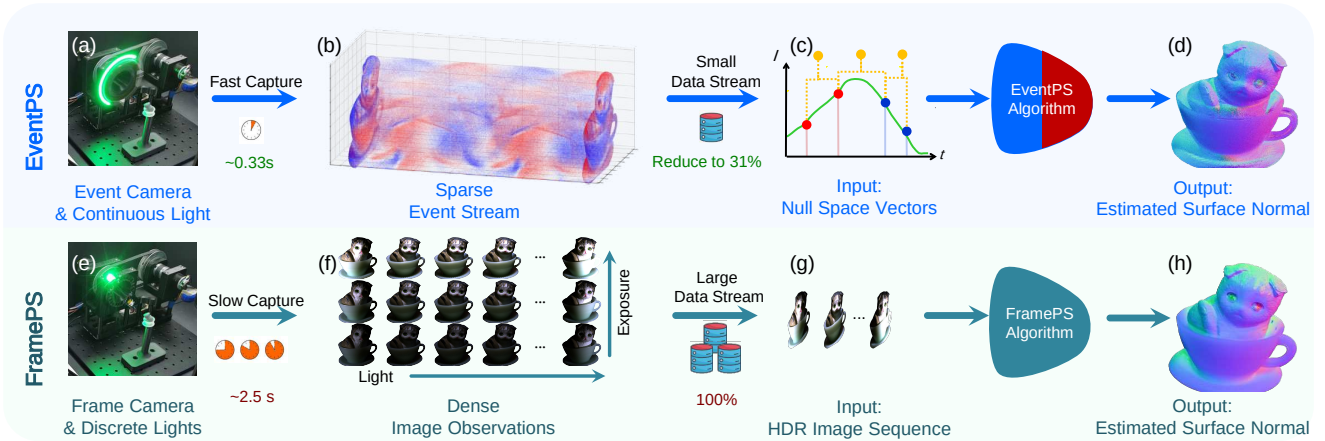 EventPS
(a)
Fast Capture
~0.33s
Event Camera
& Continuous Light
(b)
Sparse
Event Stream
Small
Data Stream
Reduce to 31%
(c)
I
t
Input:
Null Space Vectors
EventPS
Algorithm
(d)
Output:
Estimated Surface Normal
FramePS
(e)
Slow Capture
~2.5 s
Frame Camera
& Discrete Lights
(f)
...
...
...
Exposure
Light
Dense
Image Observations
Large
Data Stream
100%
(g)
...
Input:
HDR Image Sequence
FramePS
Algorithm
(h)
Output:
Estimated Surface Normal